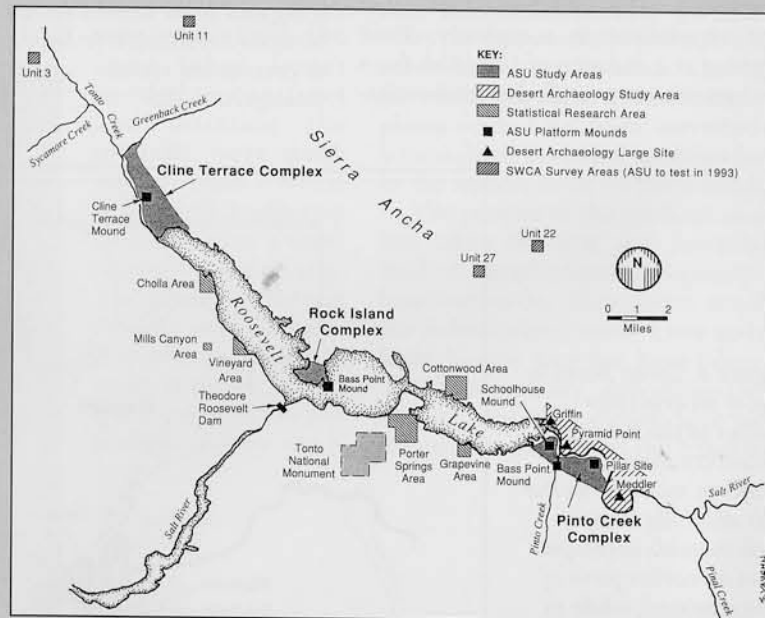 Unit 11
Unit 3
Tonto
Creek
Greenback Creek
Sycamore Creek
KEY:
ASU Study Areas
Desert Archaeology Study Area
Statistical Research Area
ASU Platform Mounds
Desert Archaeology Large Site
SWCA Survey Areas (ASU to test in 1993)
Sierra
Ancha
Cline Terrace Complex
Cline
Terrace
Mound
Unit 22
Unit 27
N
0 1 2
Miles
Cholla Area
Roosevelt
Rock Island
Complex
Mills Canyon
Area
Vineyard
Area
Bass Point
Mound
Cottonwood Area
Schoolhouse
Mound
Theodore
Roosevelt
Dam
Lake
Griffin
Pyramid Point
Tonto
National
Monument
Porter
Springs
Area
Grapevine
Area
Bass Point
Mound
Pillar Site
Meddler
Salt River
Salt River
Pinto Creek
Pinto Creek
Complex
Pinal Creek